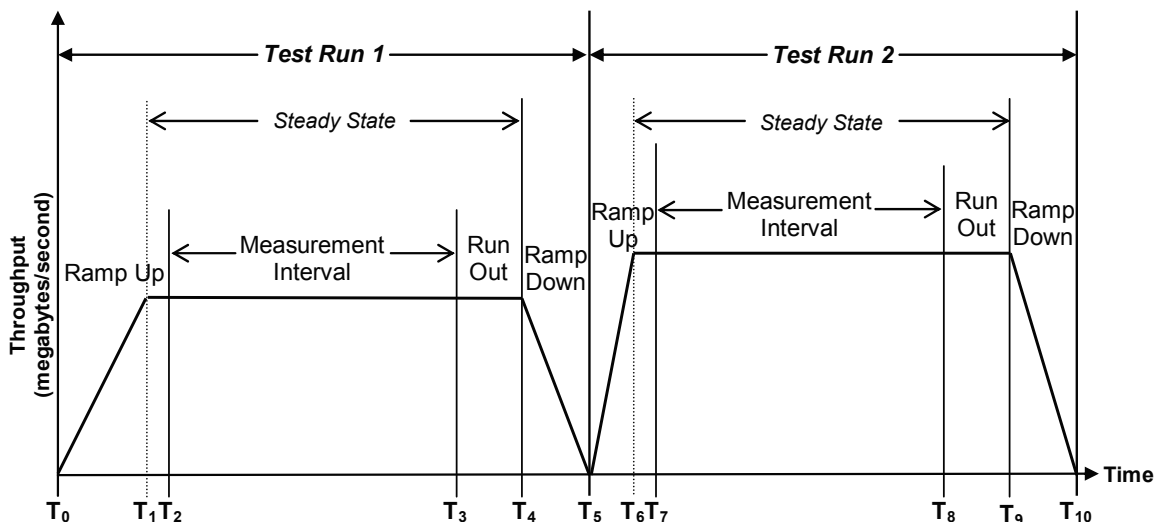 Test Run 1
Test Run 2
Steady State
Steady State
Throughput
(megabytes/second)
Ramp Up
Measurement
Interval
Run
Out
Ramp
Down
Ramp
Up
Measurement
Interval
Run
Out
Ramp
Down
Time
T0 T1 T2 T3 T4 T5 T6 T7 T8 T9 T10